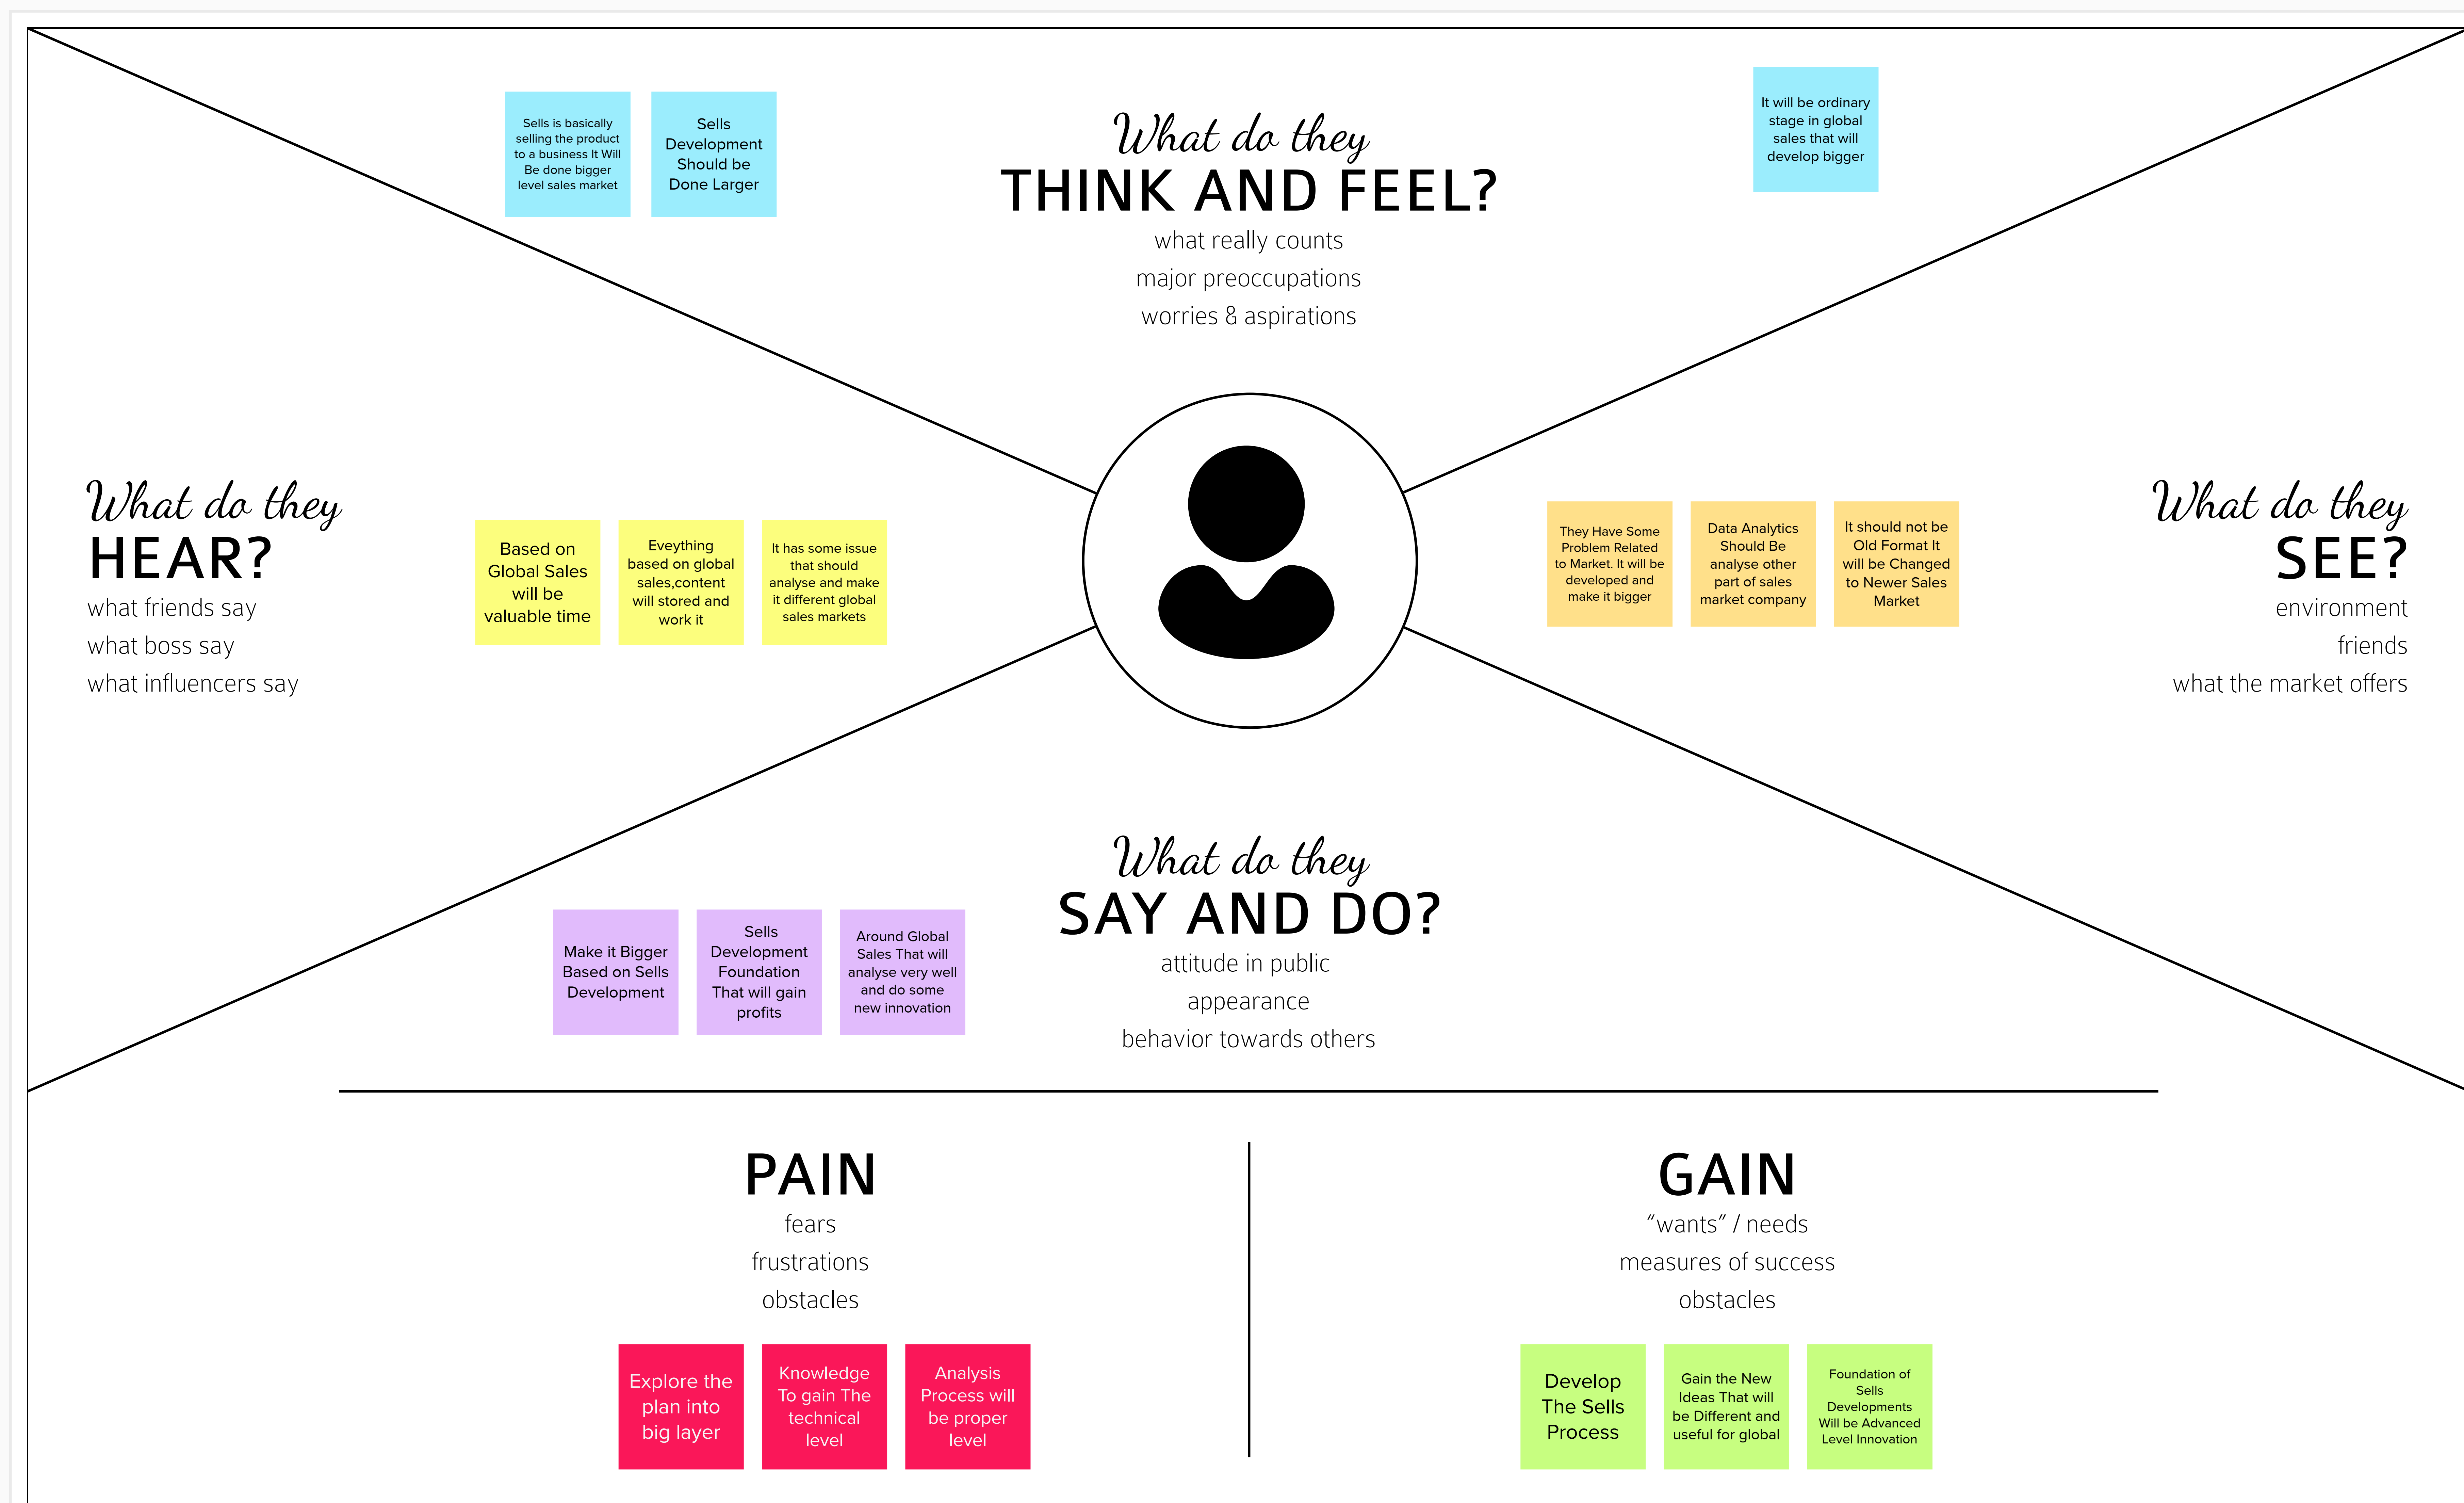 Sells is basically
selling the product
to a business It Will
Be done bigger
level sales market
Sells
Development
Should be
Done Larger
What do they
THINK AND FEEL?
what really counts
major preoccupations
worries & aspirations
It will be ordinary
stage in global
sales that will
develop bigger
What do they
HEAR?
what friends say
what boss say
what influencers say
Based on
Global Sales
will be
valuable time
Eveything
based on global
sales,content
will stored and
work it
It has some issue
that should
analyse and make
it different global
sales markets
They Have Some
Problem Related
to Market. It will be
developed and
make it bigger
Data Analytics
Should Be
analyse other
part of sales
market company
It should not be
Old Format It
will be Changed
to Newer Sales
Market
What do they
SEE?
environment
friends
what the market offers
What do they
SAY AND DO?
attitude in public
appearance
behavior towards others
Make it Bigger
Based on Sells
Development
Sells
Development
Foundation
That will gain
profits
Around Global
Sales That will
analyse very well
and do some
new innovation
PAIN
fears
frustrations
obstacles
Explore the
plan into
big layer
Knowledge
To gain The
technical
level
Analysis
Process will
be proper
level
GAIN
“wants” / needs
measures of success
obstacles
Develop
The Sells
Process
Gain the New
Ideas That will
be Different and
useful for global
Foundation of
Sells
Developments
Will be Advanced
Level Innovation